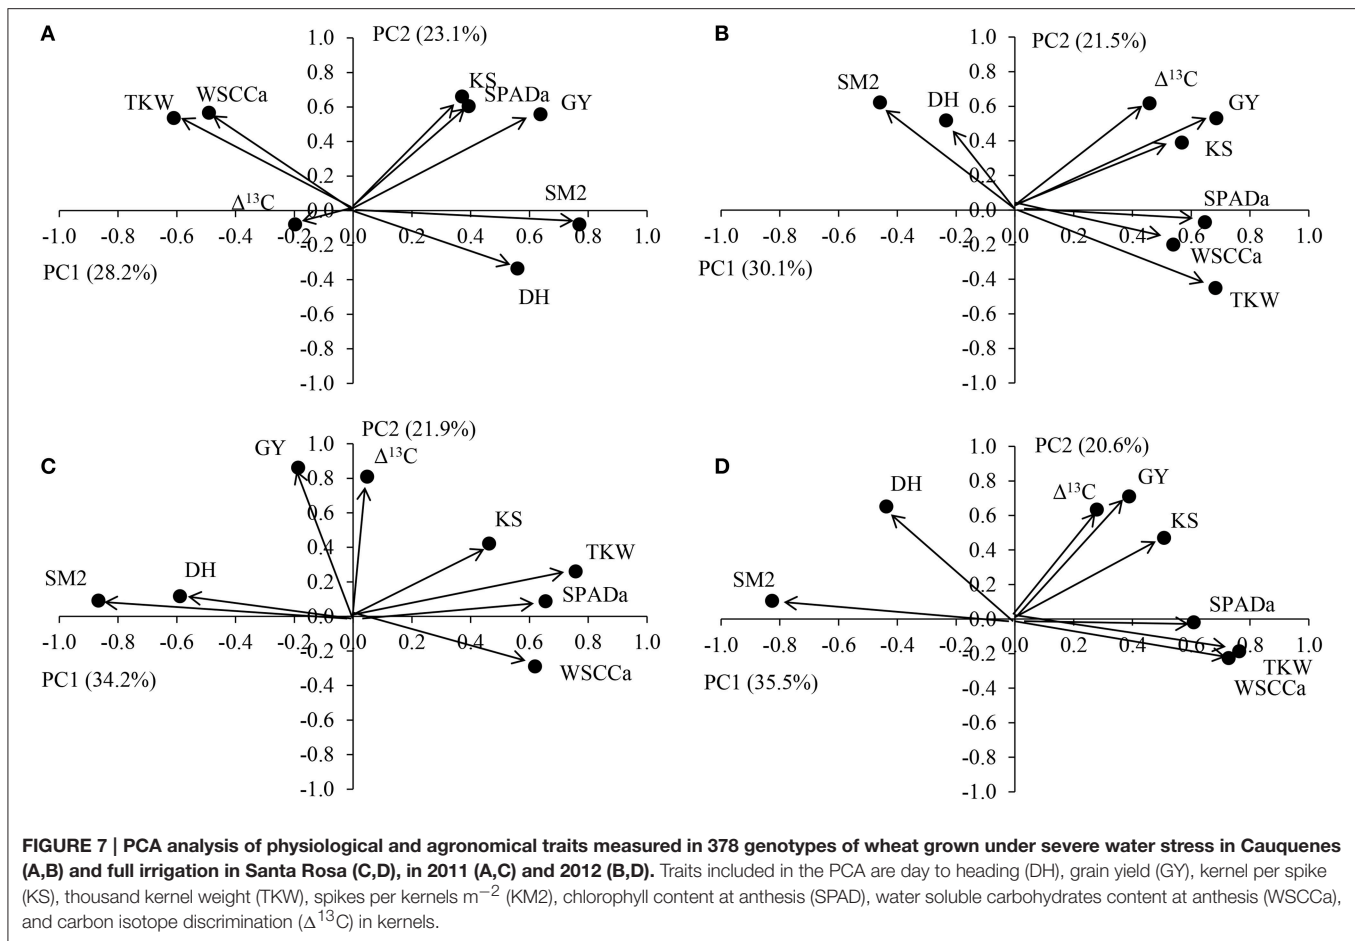 A
PC2 (23.1%)
1.0
0.8
0.6
0.4
0.2
0.0
-0.2
-0.4
-0.6
-0.8
-1.0
-1.0 -0.8 -0.6 -0.4 -0.2 0.0 0.2 0.4 0.6 0.8 1.0
PC1 (28.2%)
TKW
WSCCa
KS
SPADa
GY
Δ¹³C
SM2
DH
B
PC2 (21.5%)
1.0
0.8
0.6
0.4
0.2
0.0
-0.2
-0.4
-0.6
-0.8
-1.0
-1.0 -0.8 -0.6 -0.4 -0.2 0.0 0.2 0.4 0.6 0.8 1.0
PC1 (30.1%)
SM2
DH
Δ¹³C
GY
KS
SPADa
WSCCa
TKW
C
PC2 (21.9%)
1.0
0.8
0.6
0.4
0.2
0.0
-0.2
-0.4
-0.6
-0.8
-1.0
-1.0 -0.8 -0.6 -0.4 -0.2 0.0 0.2 0.4 0.6 0.8 1.0
PC1 (34.2%)
GY
Δ¹³C
KS
TKW
SM2
DH
SPADa
WSCCa
D
PC2 (20.6%)
1.0
0.8
0.6
0.4
0.2
0.0
-0.2
-0.4
-0.6
-0.8
-1.0
-1.0 -0.8 -0.6 -0.4 -0.2 0.0 0.2 0.4 0.6 0.8 1.0
PC1 (35.5%)
DH
Δ¹³C
GY
KS
SM2
SPADa
TKW
WSCCa
FIGURE 7 | PCA analysis of physiological and agronomical traits measured in 378 genotypes of wheat grown under severe water stress in Cauquenes
(A,B) and full irrigation in Santa Rosa (C,D), in 2011 (A,C) and 2012 (B,D). Traits included in the PCA are day to heading (DH), grain yield (GY), kernel per spike
(KS), thousand kernel weight (TKW), spikes per kernels m⁻² (KM2), chlorophyll content at anthesis (SPAD), water soluble carbohydrates content at anthesis (WSCCa),
and carbon isotope discrimination (Δ¹³C) in kernels.